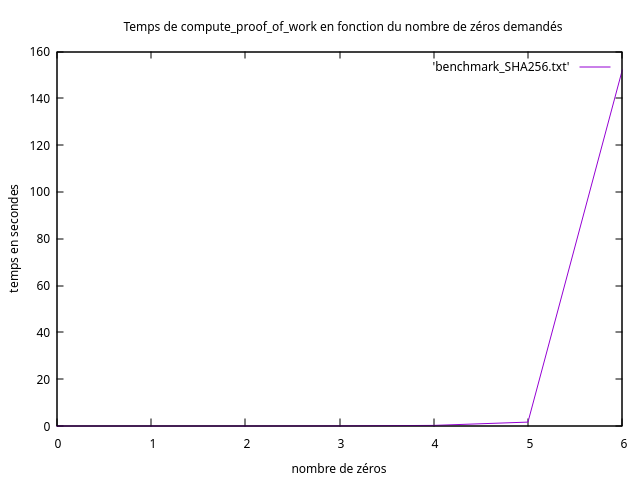 Temps de compute_proof_of_work en fonction du nombre de zéros demandés
160
'benchmark_SHA256.txt'
140
120
100
80
60
40
20
0
temps en secondes
0 1 2 3 4 5 6
nombre de zéros